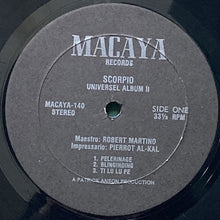 MACAYA
RECORDS
SCORPIO
UNIVERSEL ALBUM II
MACAYA-140
STEREO
SIDE ONE
33⅓ RPM
Maestro: ROBERT MARTINO
Impressario: PIERROT AL-KAL
1. PELERINAGE
2. BLINGINDING
3. TI LU LU PE
A PATRICK ANTON PRODUCTION